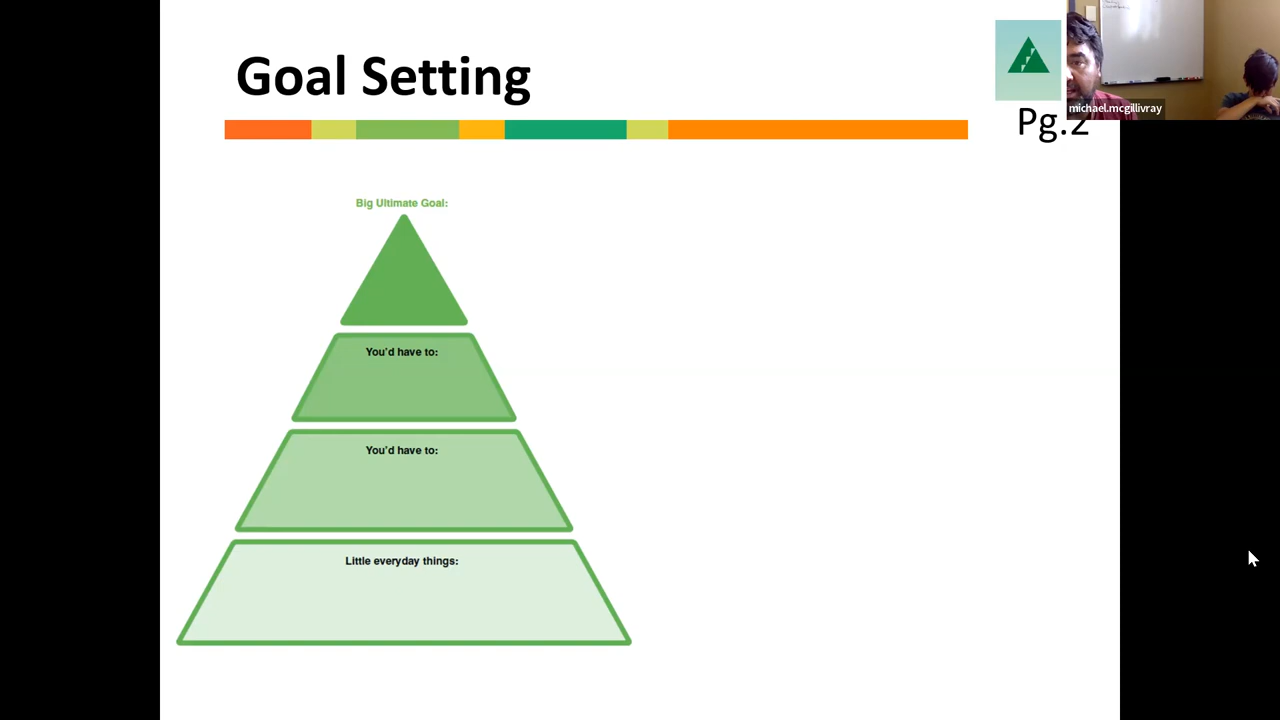 Goal Setting
michael.mcgillivray
Pg.2
Big Ultimate Goal:
You'd have to:
You'd have to:
Little everyday things: